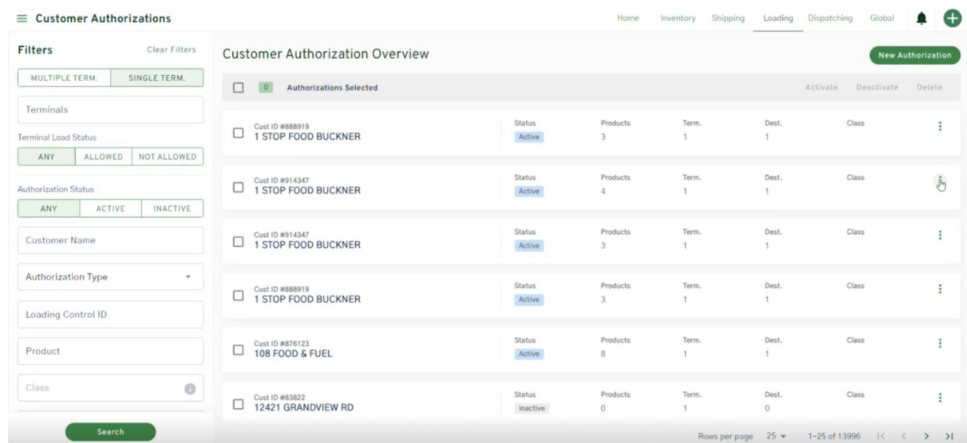 Customer Authorizations
Home Inventory Shipping Loading Dispatching Global
Filters Clear Filters
MULTIPLE TERM. SINGLE TERM.
Terminals
Terminal Load Status
ANY ALLOWED NOT ALLOWED
Authorization Status
ANY ACTIVE INACTIVE
Customer Name
Authorization Type
Loading Control ID
Product
Class
Search
Customer Authorization Overview
New Authorization
0 Authorizations Selected Activate Deactivate Delete
Cust ID #888919 Status Products Term. Dest. Class
1 STOP FOOD BUCKNER Active 3 1 1
Cust ID #914347 Status Products Term. Dest. Class
1 STOP FOOD BUCKNER Active 4 1 1
Cust ID #914347 Status Products Term. Dest. Class
1 STOP FOOD BUCKNER Active 3 1 1
Cust ID #888919 Status Products Term. Dest. Class
1 STOP FOOD BUCKNER Active 3 1 1
Cust ID #876123 Status Products Term. Dest. Class
108 FOOD & FUEL Active 8 1 1
Cust ID #83822 Status Products Term. Dest. Class
12421 GRANDVIEW RD Inactive 0 1 0
Rows per page 25 1-25 of 13996